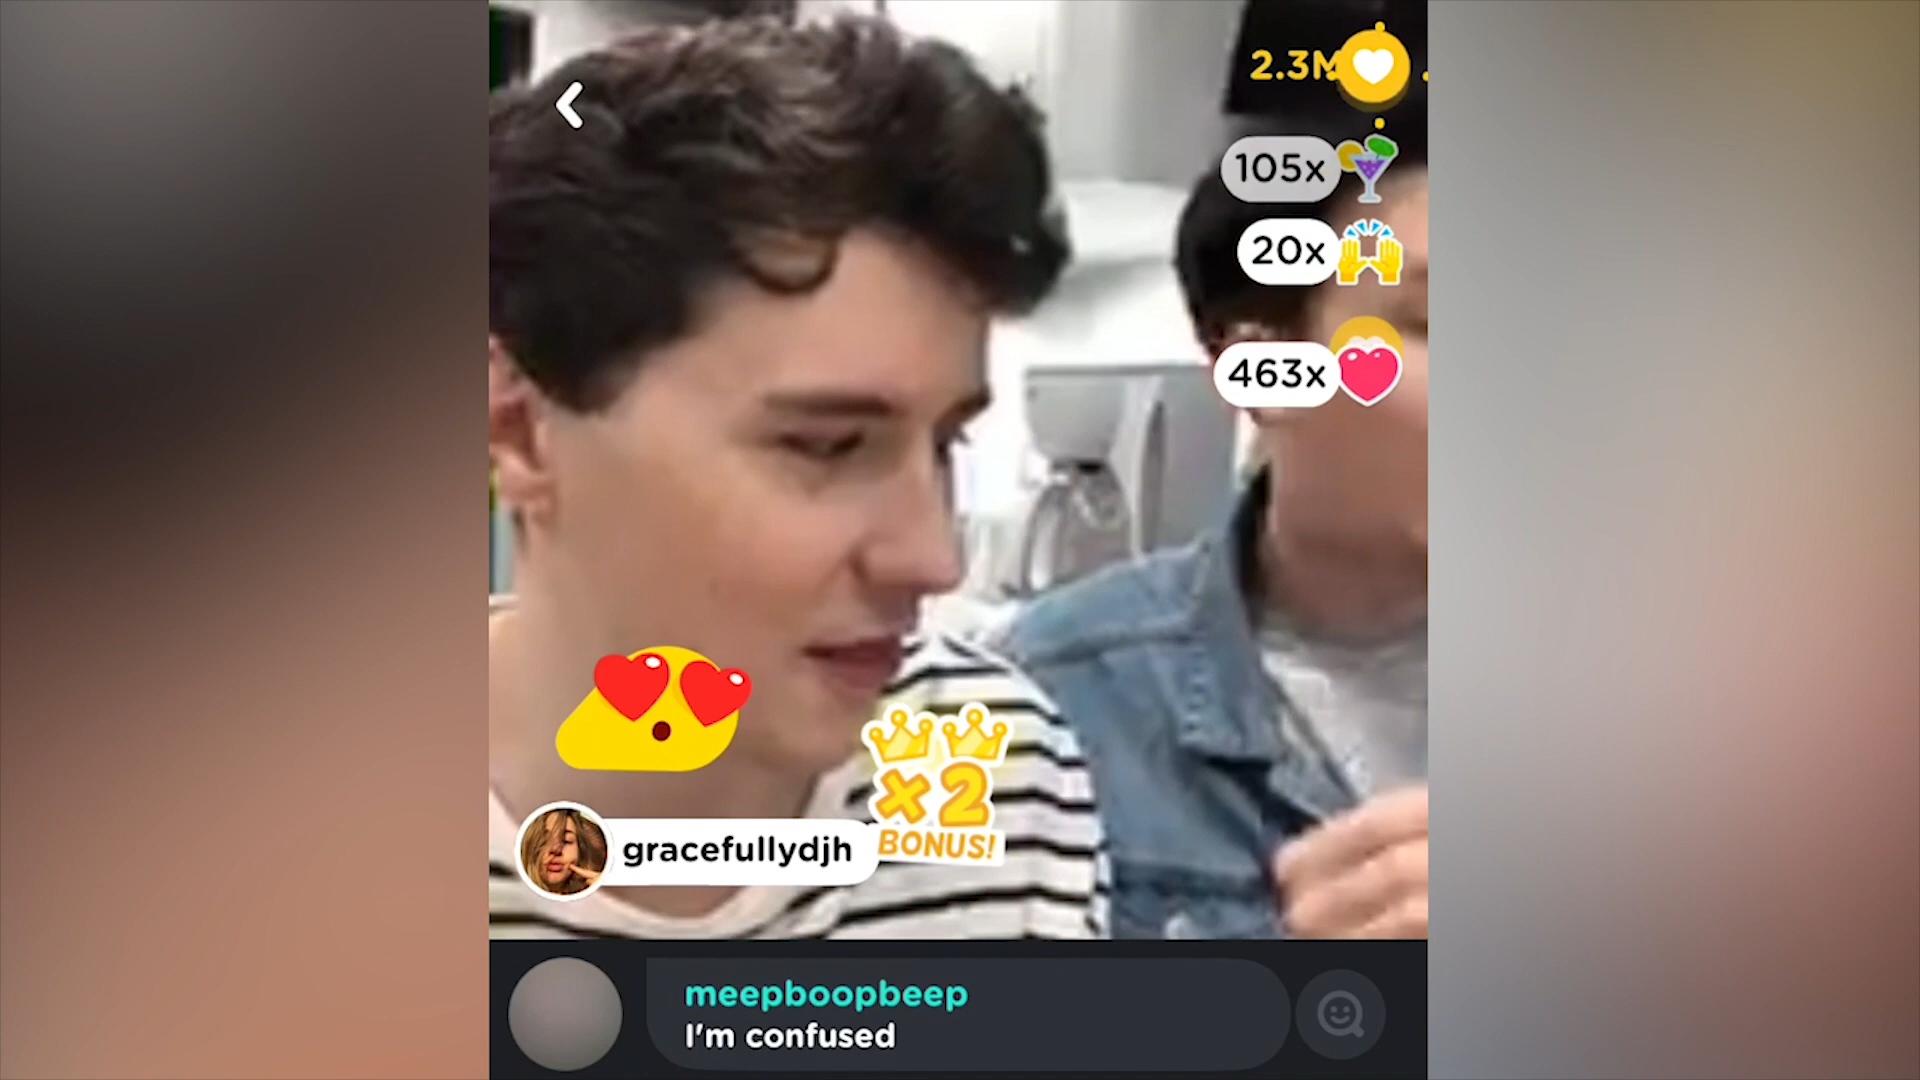 2.3M
105x
20x
463x
x2
BONUS!
gracefullydjh
meepboopbeep
I'm confused